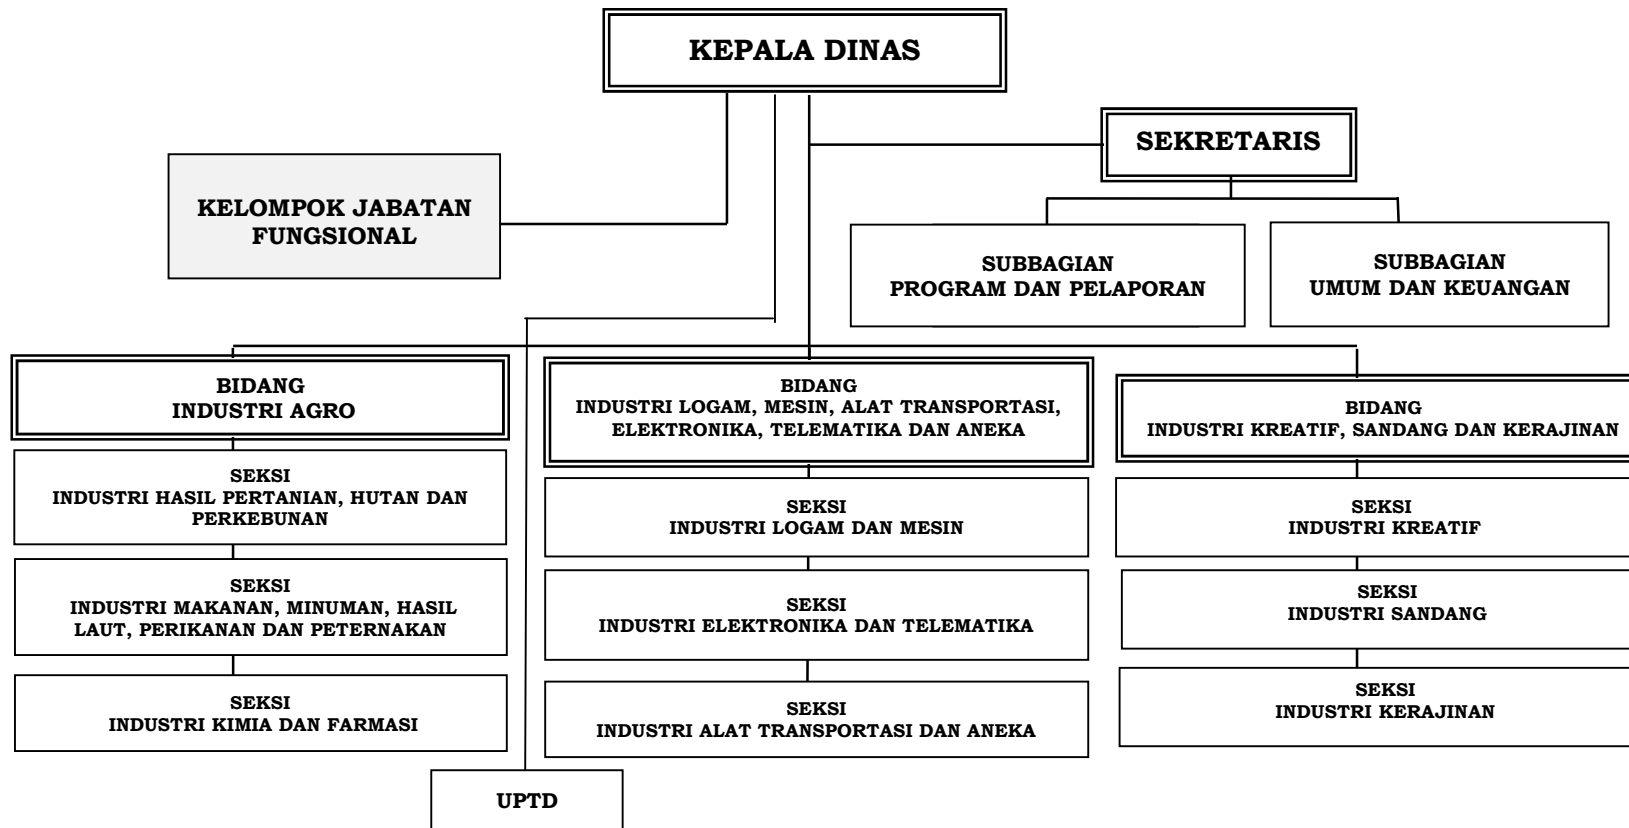 KEPALA DINAS
SEKRETARIS
KELOMPOK JABATAN
FUNGSIONAL
SUBBAGIAN
PROGRAM DAN PELAPORAN
SUBBAGIAN
UMUM DAN KEUANGAN
BIDANG
INDUSTRI AGRO
SEKSI
INDUSTRI HASIL PERTANIAN, HUTAN DAN
PERKEBUNAN
SEKSI
INDUSTRI MAKANAN, MINUMAN, HASIL
LAUT, PERIKANAN DAN PETERNAKAN
SEKSI
INDUSTRI KIMIA DAN FARMASI
BIDANG
INDUSTRI LOGAM, MESIN, ALAT TRANSPORTASI,
ELEKTRONIKA, TELEMATIKA DAN ANEKA
SEKSI
INDUSTRI LOGAM DAN MESIN
SEKSI
INDUSTRI ELEKTRONIKA DAN TELEMATIKA
SEKSI
INDUSTRI ALAT TRANSPORTASI DAN ANEKA
BIDANG
INDUSTRI KREATIF, SANDANG DAN KERAJINAN
SEKSI
INDUSTRI KREATIF
SEKSI
INDUSTRI SANDANG
SEKSI
INDUSTRI KERAJINAN
UPTD